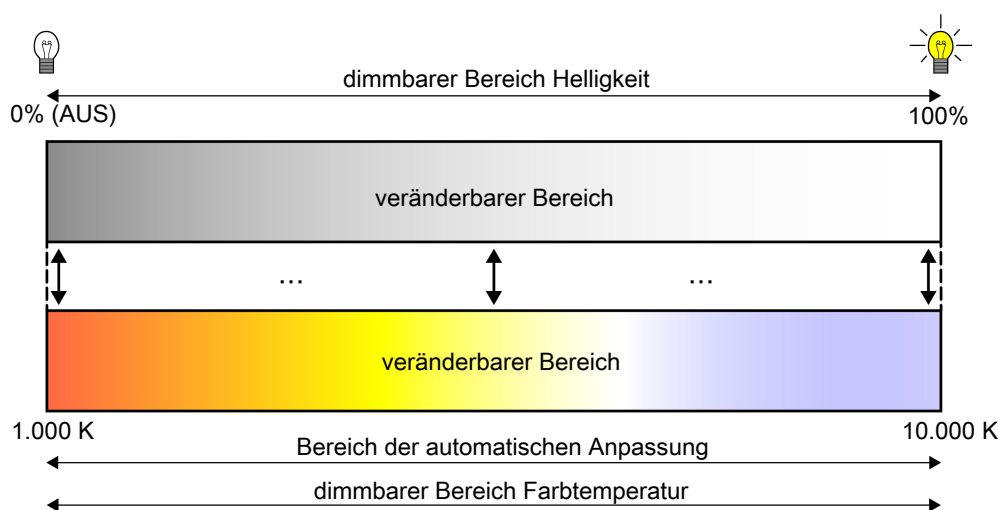 dimmbarer Bereich Helligkeit
0% (AUS)
100%
veränderbarer Bereich
... ...
veränderbarer Bereich
1.000 K
10.000 K
Bereich der automatischen Anpassung
dimmbarer Bereich Farbtemperatur